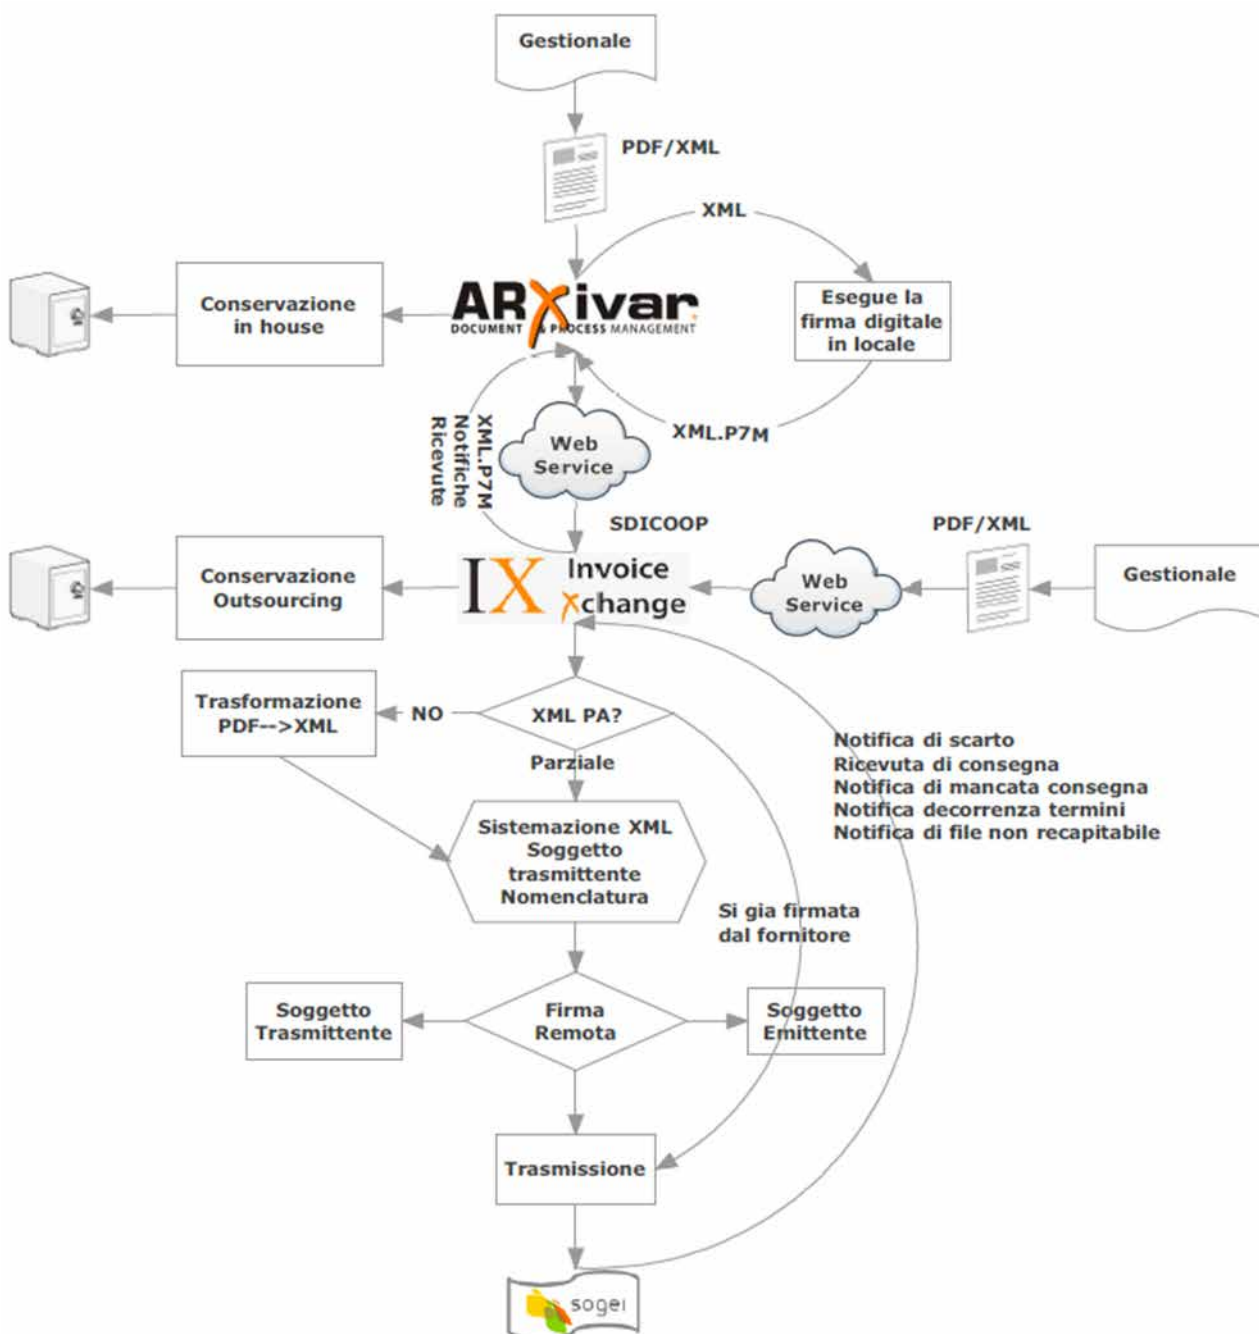 Gestionale
PDF/XML
XML
ARXivar
DOCUMENT & PROCESS MANAGEMENT
Conservazione
in house
Esegue la
firma digitale
in locale
XML.P7M
XML.P7M
Notifiche
Ricevute
Web
Service
SDICOOP
PDF/XML
Conservazione
Outsourcing
IX Invoice
Xchange
Web
Service
Gestionale
Trasformazione
PDF-->XML
NO
XML PA?
Parziale
Notifica di scarto
Ricevuta di consegna
Notifica di mancata consegna
Notifica decorrenza termini
Notifica di file non recapitabile
Sistemazione XML
Soggetto
trasmittente
Nomenclatura
Si gia firmata
dal fornitore
Soggetto
Trasmittente
Firma
Remota
Soggetto
Emittente
Trasmissione
sogei